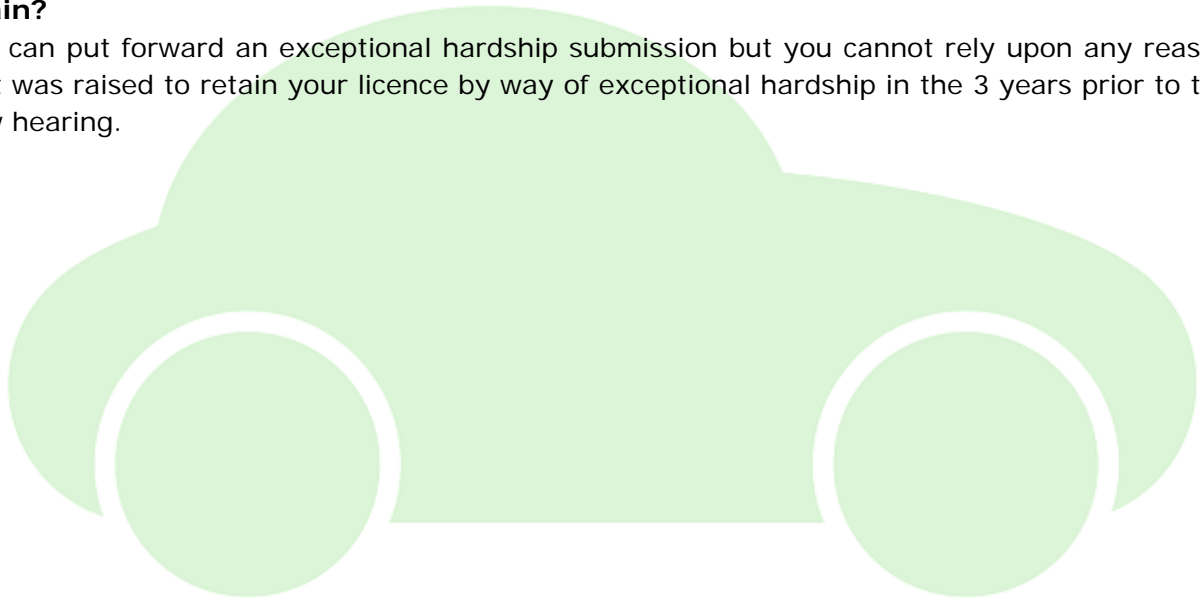 in?
can put forward an exceptional hardship submission but you cannot rely upon any reas
t was raised to retain your licence by way of exceptional hardship in the 3 years prior to t
hearing.